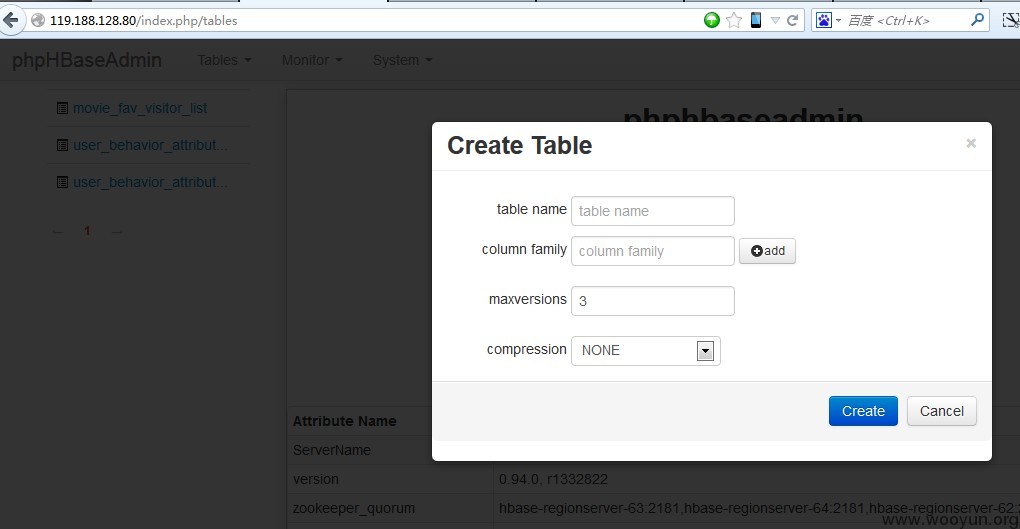 119.188.128.80/index.php/tables
百度 <Ctrl+K>
phpHBaseAdmin Tables Monitor System
movie_fav_visitor_list
user_behavior_attribut...
user_behavior_attribut...
1
phphbaseadmin
Create Table ×
table name table name
column family column family add
maxversions 3
compression NONE
Create Cancel
Attribute Name
ServerName
version 0.94.0, r1332822
zookeeper_quorum hbase-regionserver-63:2181,hbase-regionserver-64:2181,hbase-regionserver-62:2
www.wooyun.org